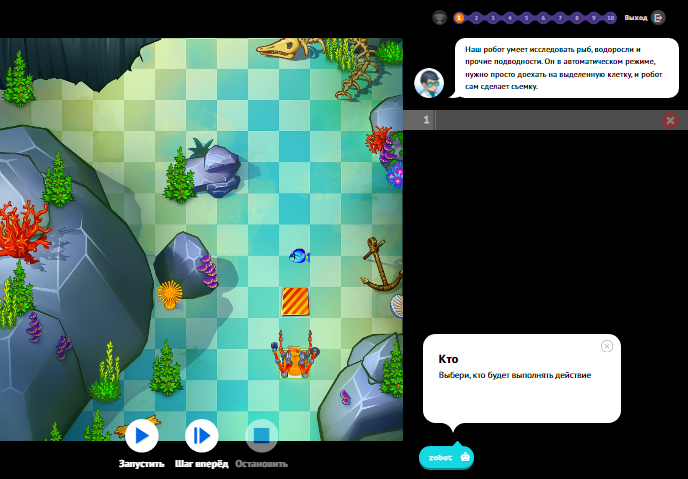 1 2 3 4 5 6 7 8 9 10 Выход
Наш робот умеет исследовать рыб, водоросли и
прочие подводности. Он в автоматическом режиме,
нужно просто доехать на выделенную клетку, и робот
сам сделает съемку.
1
Кто
Выбери, кто будет выполнять действие
robot
Запустить Шаг вперёд Остановить